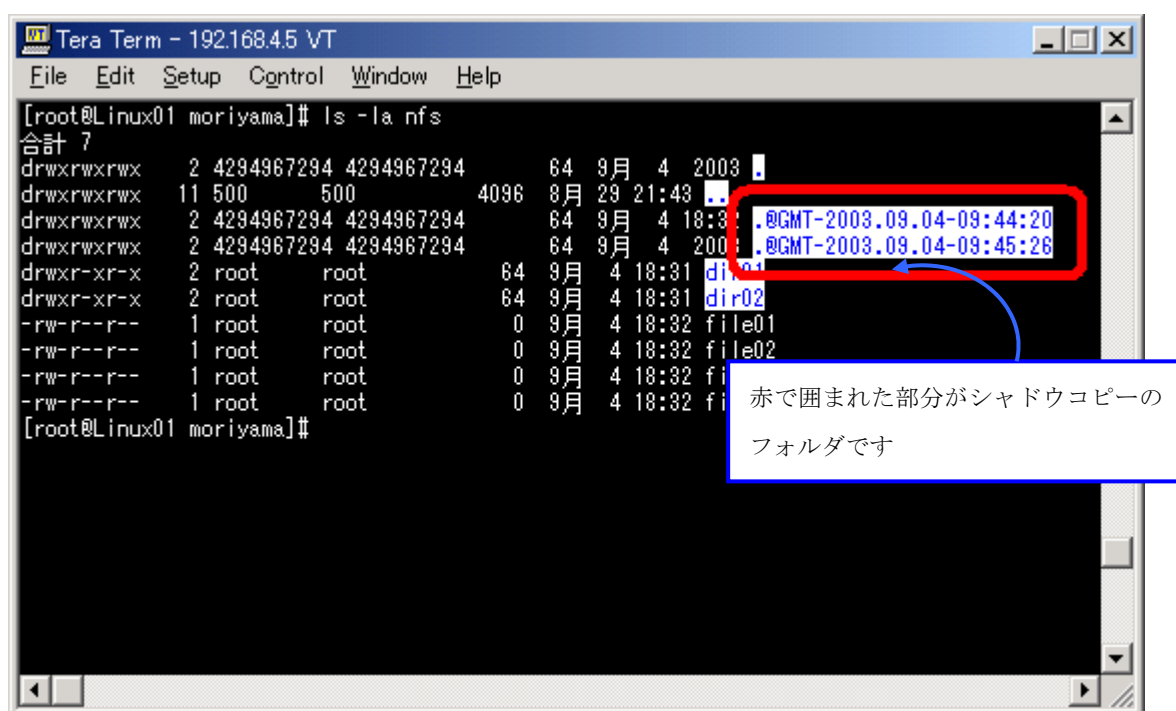 Tera Term - 192.168.4.5 VT
File Edit Setup Control Window Help
[root@Linux01 moriyama]# ls -la nfs
合計 7
drwxrwxrwx 2 4294967294 4294967294 64 9月 4 2003 .
drwxrwxrwx 11 500 500 4096 8月 29 21:43 ..
drwxrwxrwx 2 4294967294 4294967294 64 9月 4 18:32 .@GMT-2003.09.04-09:44:20
drwxrwxrwx 2 4294967294 4294967294 64 9月 4 2003 .@GMT-2003.09.04-09:45:26
drwxr-xr-x 2 root root 64 9月 4 18:31 dir01
drwxr-xr-x 2 root root 64 9月 4 18:31 dir02
-rw-r--r-- 1 root root 0 9月 4 18:32 file01
-rw-r--r-- 1 root root 0 9月 4 18:32 file02
-rw-r--r-- 1 root root 0 9月 4 18:32 fi
-rw-r--r-- 1 root root 0 9月 4 18:32 fi
[root@Linux01 moriyama]#
赤で囲まれた部分がシャドウコピーの
フォルダです